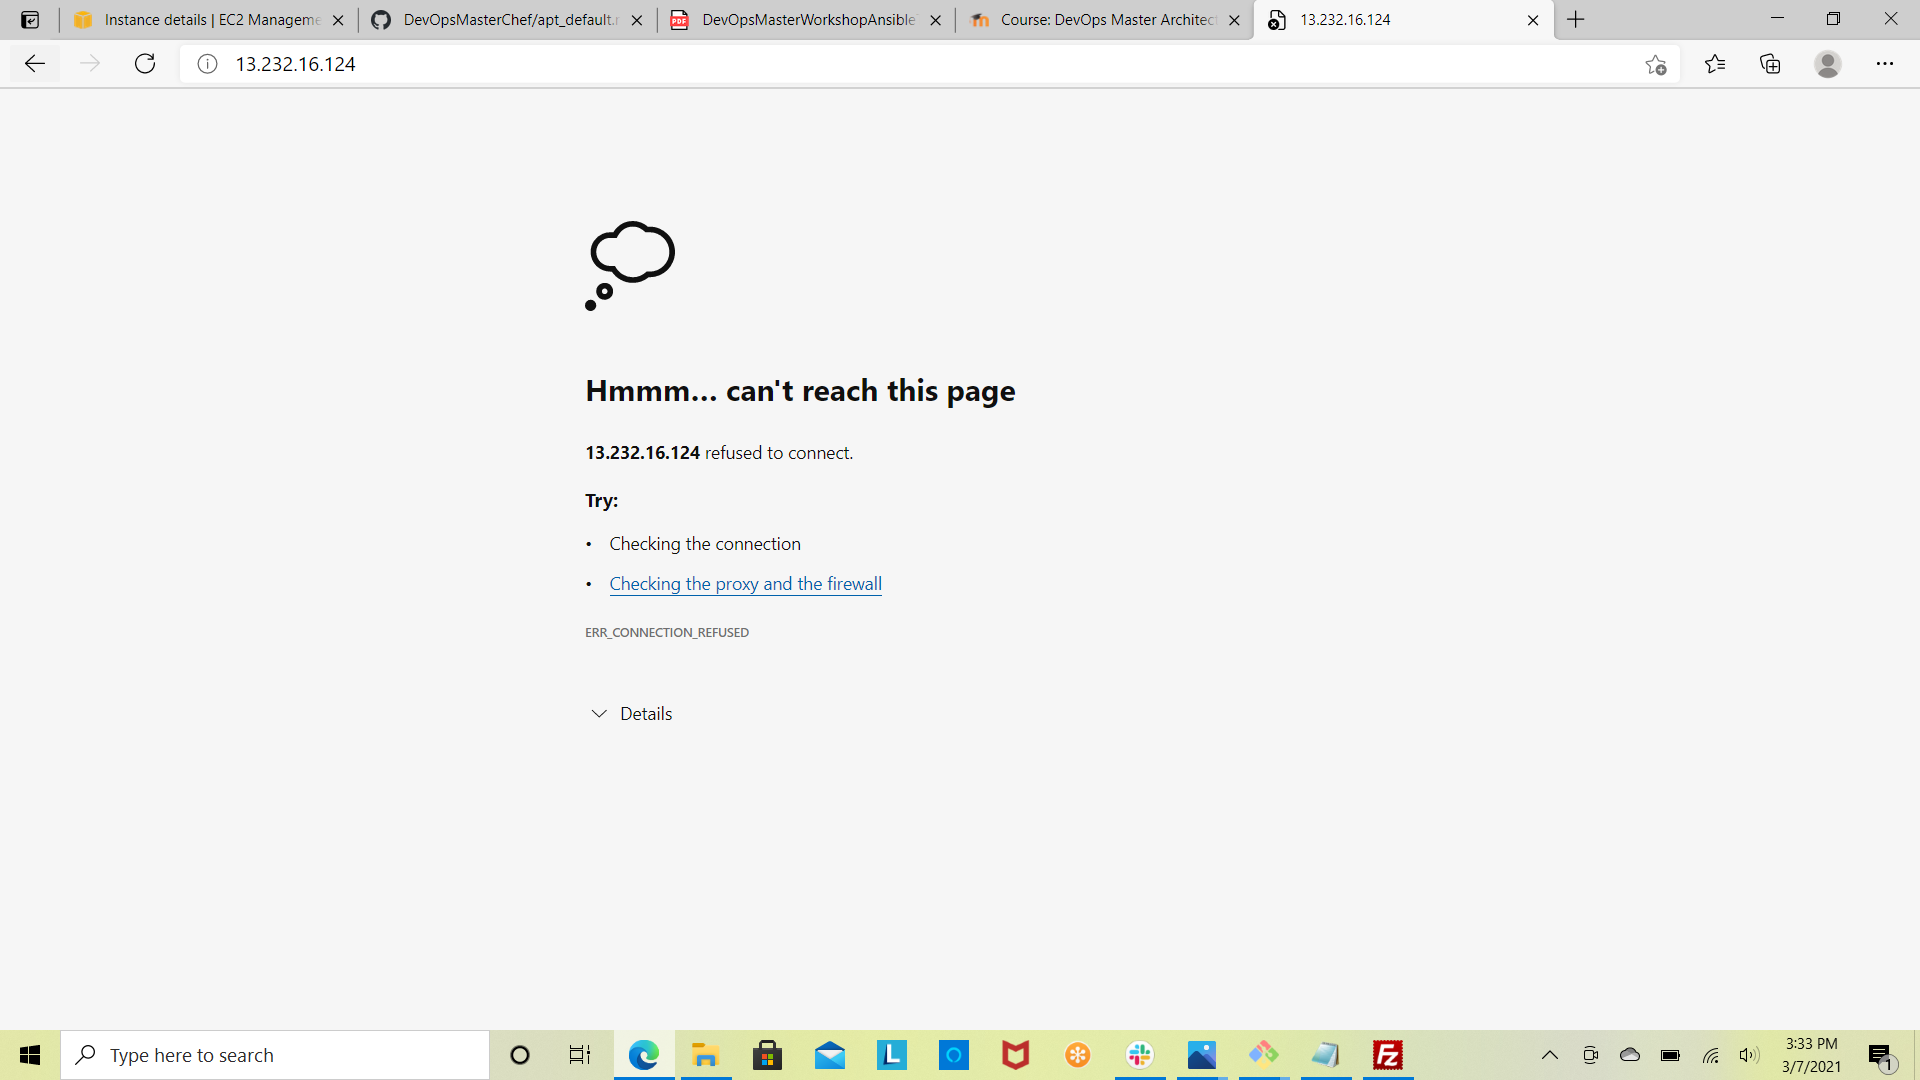 Instance details | EC2 Manageme
DevOpsMasterChef/apt_default.r
DevOpsMasterWorkshopAnsible
Course: DevOps Master Architect
13.232.16.124
13.232.16.124
Hmmm... can't reach this page
13.232.16.124 refused to connect.
Try:
• Checking the connection
• Checking the proxy and the firewall
ERR_CONNECTION_REFUSED
Details
Type here to search
3:33 PM
3/7/2021
1